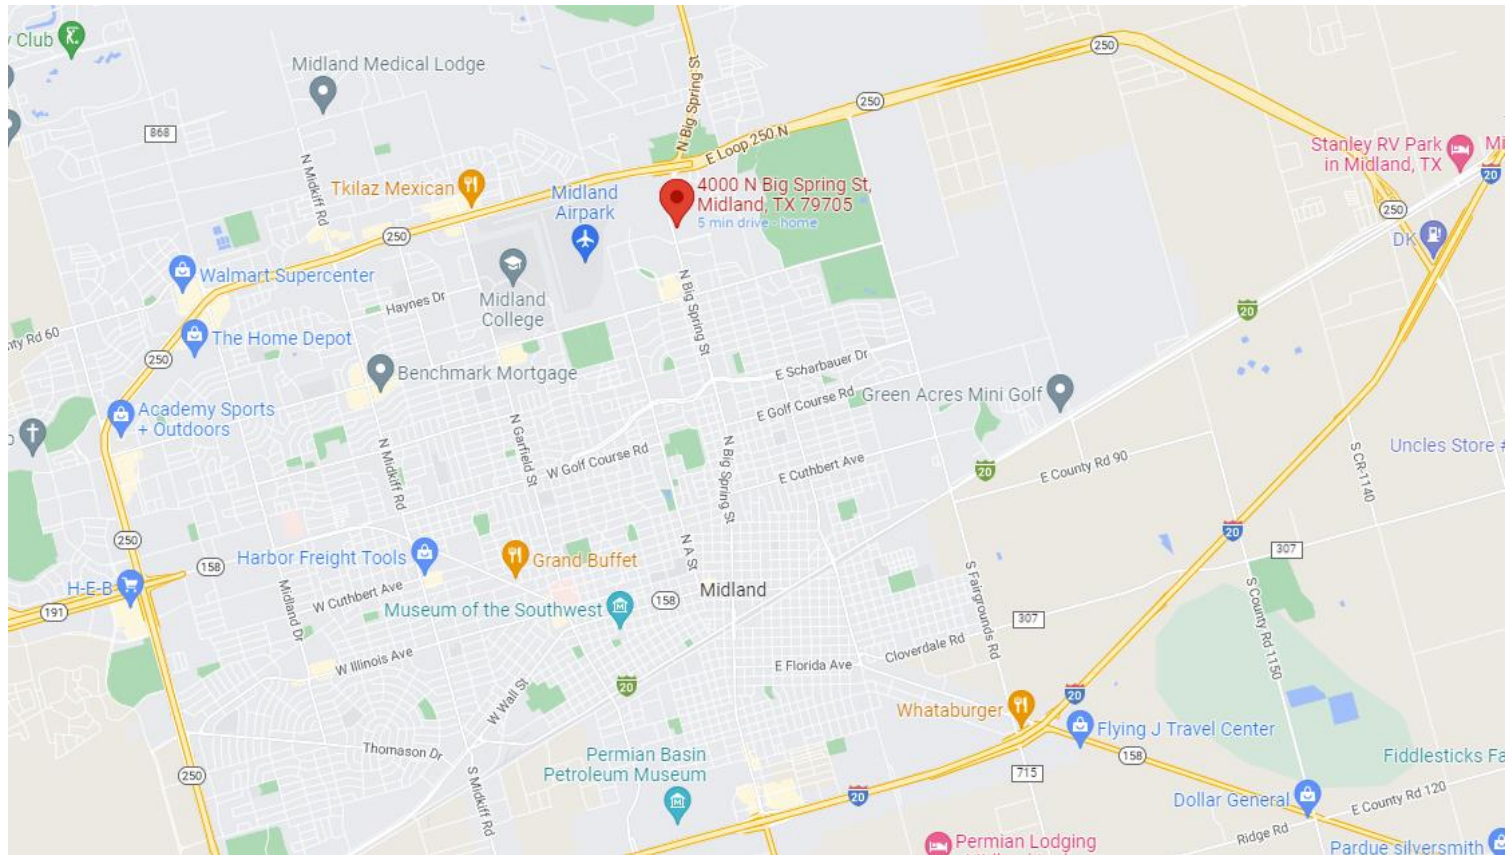 y Club
Midland Medical Lodge
868
N Big Spring St
250
250
E Loop 250 N
N Midkiff Rd
Tkilaz Mexican
Midland
Airpark
4000 N Big Spring St,
Midland, TX 79705
5 min drive - home
Stanley RV Park
in Midland, TX
Mi
20
250
DK
250
Walmart Supercenter
Midland
College
Haynes Dr
N Big Spring St
20
nty Rd 60
The Home Depot
250
Benchmark Mortgage
E Scharbauer Dr
E Golf Course Rd
Green Acres Mini Golf
Academy Sports
+ Outdoors
N Garfield St
N Midkiff Rd
W Golf Course Rd
N Big Spring St
E Cuthbert Ave
20
E County Rd 90
S CR-1140
Uncles Store #
250
158
Harbor Freight Tools
Grand Buffet
N A St
20
307
H-E-B
191
Midland Dr
W Cuthbert Ave
Museum of the Southwest
158
Midland
S Fairgrounds Rd
307
S County Rd 1150
W Illinois Ave
E Florida Ave
Cloverdale Rd
20
W Wall St
Whataburger
20
Flying J Travel Center
158
Thomason Dr
Permian Basin
Petroleum Museum
250
S Midkiff Rd
20
715
Fiddlesticks Fa
Dollar General
E County Rd 120
Ridge Rd
Permian Lodging
Pardue silversmith